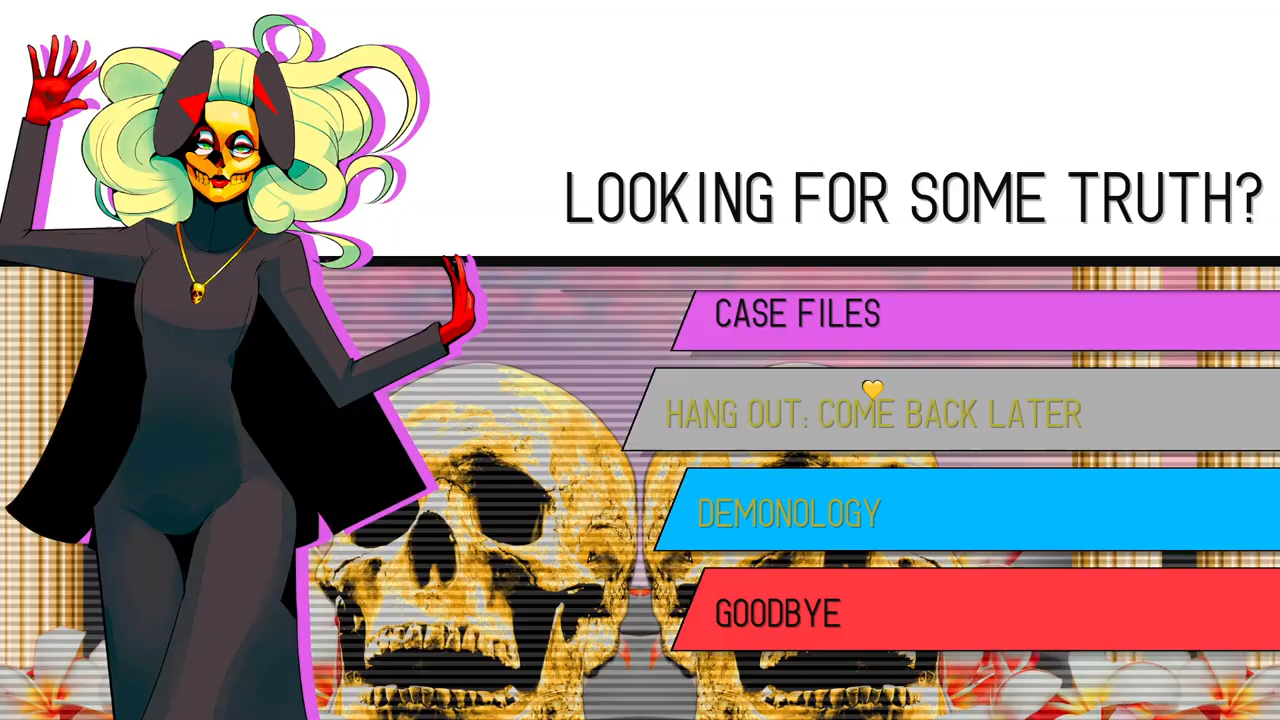 LOOKING FOR SOME TRUTH?
CASE FILES
HANG OUT: COME BACK LATER
DEMONOLOGY
GOODBYE